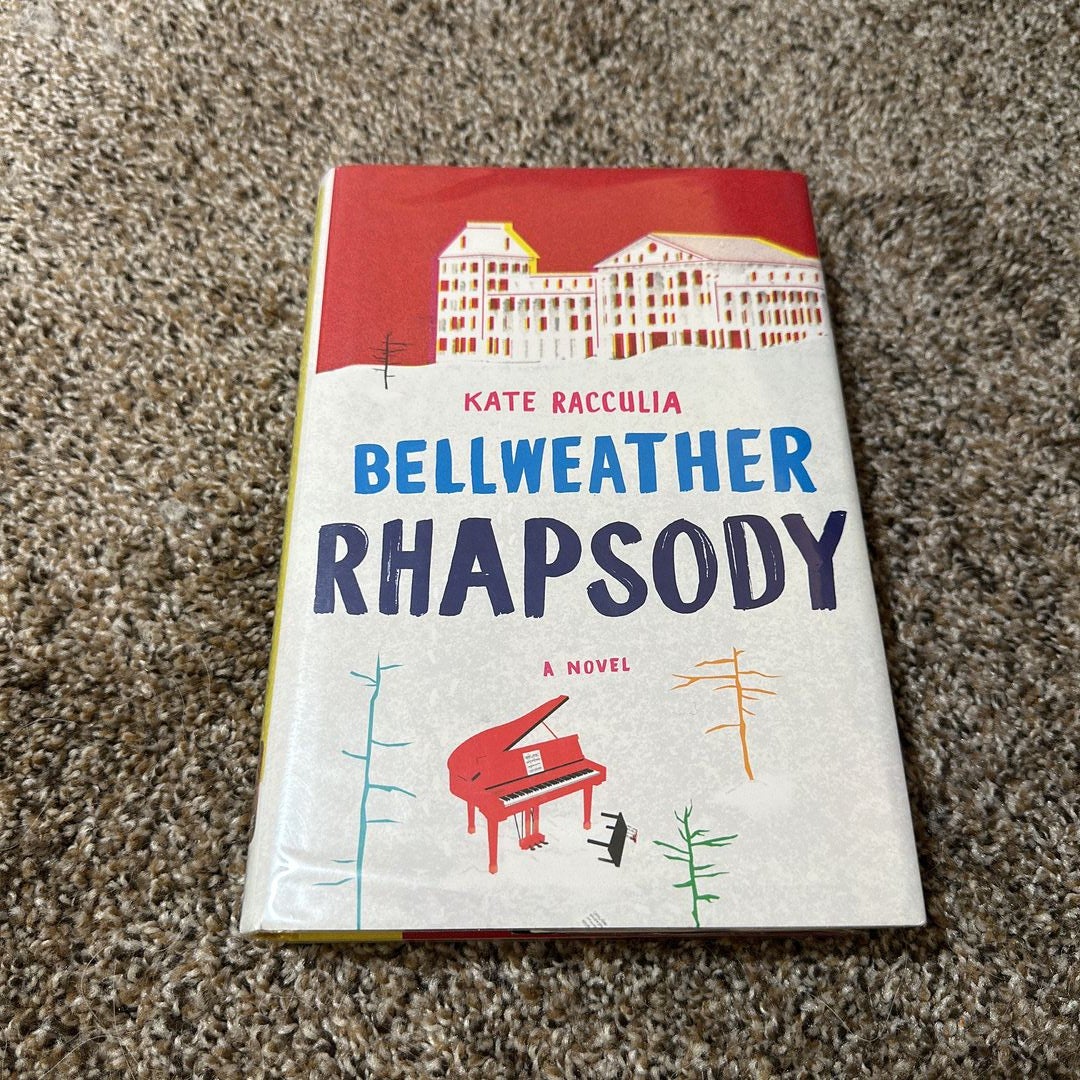 KATE RACCULIA
BELLWEATHER
RHAPSODY
A NOVEL